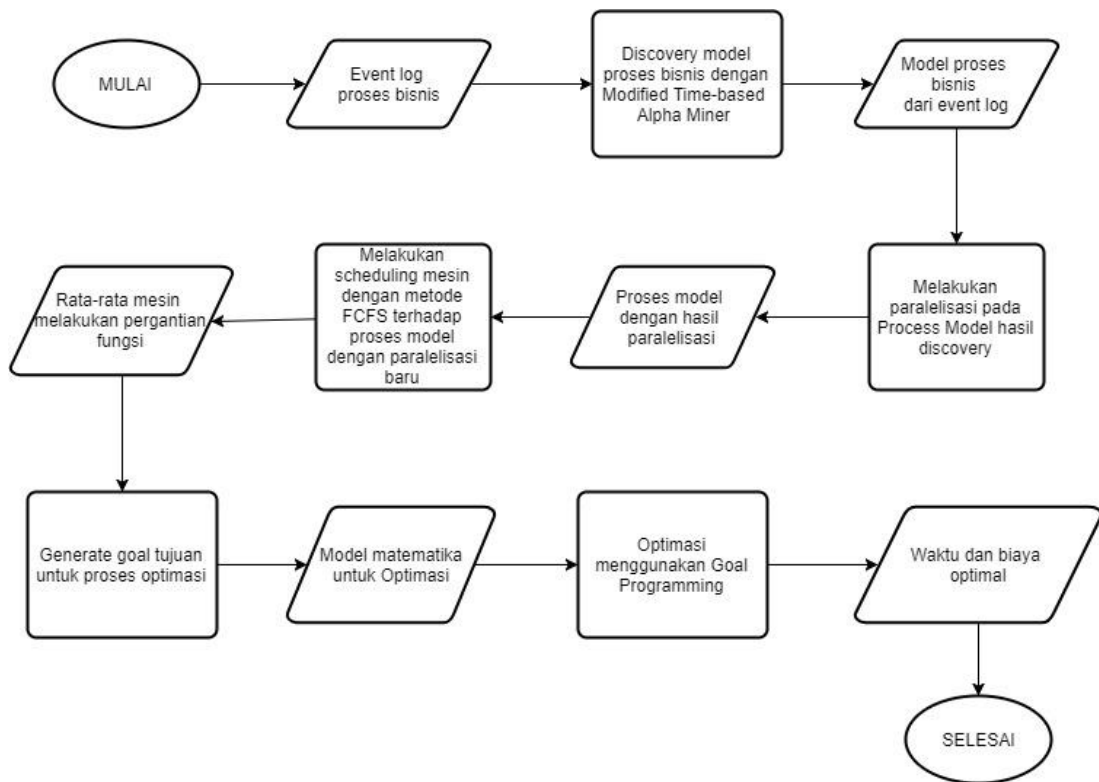 MULAI
Event log
proses bisnis
Discovery model
proses bisnis dengan
Modified Time-based
Alpha Miner
Model proses
bisnis
dari event log
Melakukan
paralelisasi pada
Process Model hasil
discovery
Proses model
dengan hasil
paralelisasi
Melakukan
scheduling mesin
dengan metode
FCFS terhadap
proses model
dengan paralelisasi
baru
Rata-rata mesin
melakukan pergantian
fungsi
Generate goal tujuan
untuk proses optimasi
Model matematika
untuk Optimasi
Optimasi
menggunakan Goal
Programming
Waktu dan biaya
optimal
SELESAI